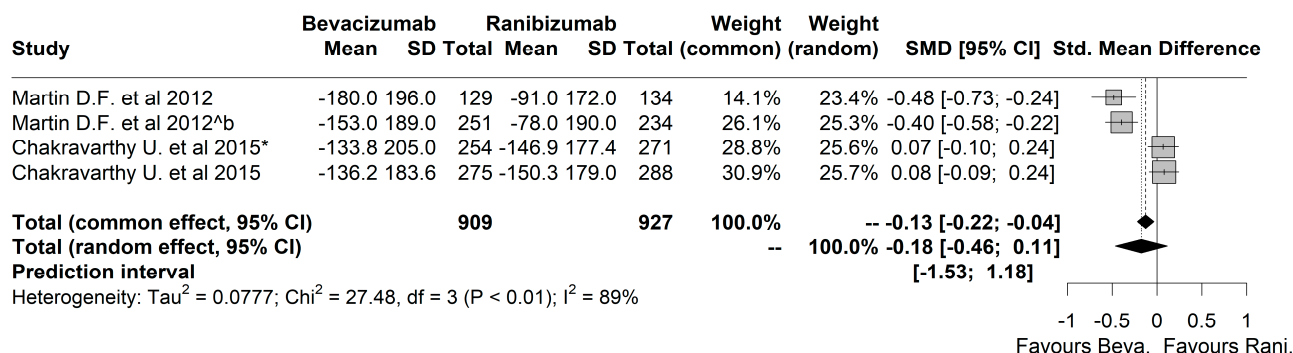 Bevacizumab Ranibizumab Weight Weight
Study Mean SD Total Mean SD Total (common) (random) SMD [95% CI] Std. Mean Difference
Martin D.F. et al 2012 -180.0 196.0 129 -91.0 172.0 134 14.1% 23.4% -0.48 [-0.73; -0.24]
Martin D.F. et al 2012^b -153.0 189.0 251 -78.0 190.0 234 26.1% 25.3% -0.40 [-0.58; -0.22]
Chakravarthy U. et al 2015* -133.8 205.0 254 -146.9 177.4 271 28.8% 25.6% 0.07 [-0.10; 0.24]
Chakravarthy U. et al 2015 -136.2 183.6 275 -150.3 179.0 288 30.9% 25.7% 0.08 [-0.09; 0.24]
Total (common effect, 95% CI) 909 927 100.0% -- -0.13 [-0.22; -0.04]
Total (random effect, 95% CI) -- 100.0% -0.18 [-0.46; 0.11]
Prediction interval [-1.53; 1.18]
Heterogeneity: Tau² = 0.0777; Chi² = 27.48, df = 3 (P < 0.01); I² = 89%
-1 -0.5 0 0.5 1
Favours Beva. Favours Rani.